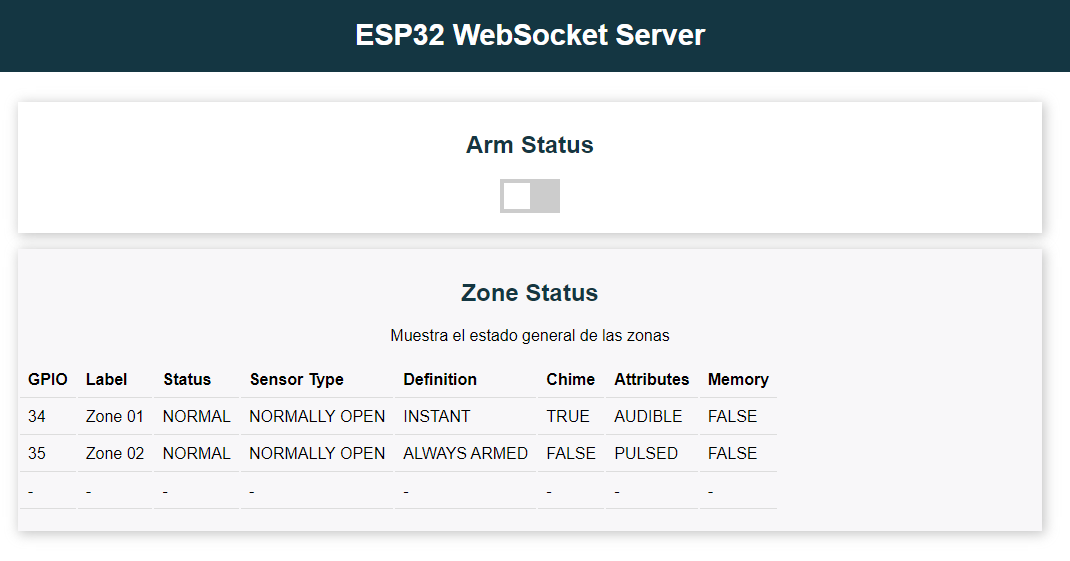 ESP32 WebSocket Server
Arm Status
Zone Status
Muestra el estado general de las zonas
GPIO Label Status Sensor Type Definition Chime Attributes Memory
34 Zone 01 NORMAL NORMALLY OPEN INSTANT TRUE AUDIBLE FALSE
35 Zone 02 NORMAL NORMALLY OPEN ALWAYS ARMED FALSE PULSED FALSE
- - - - - - - -